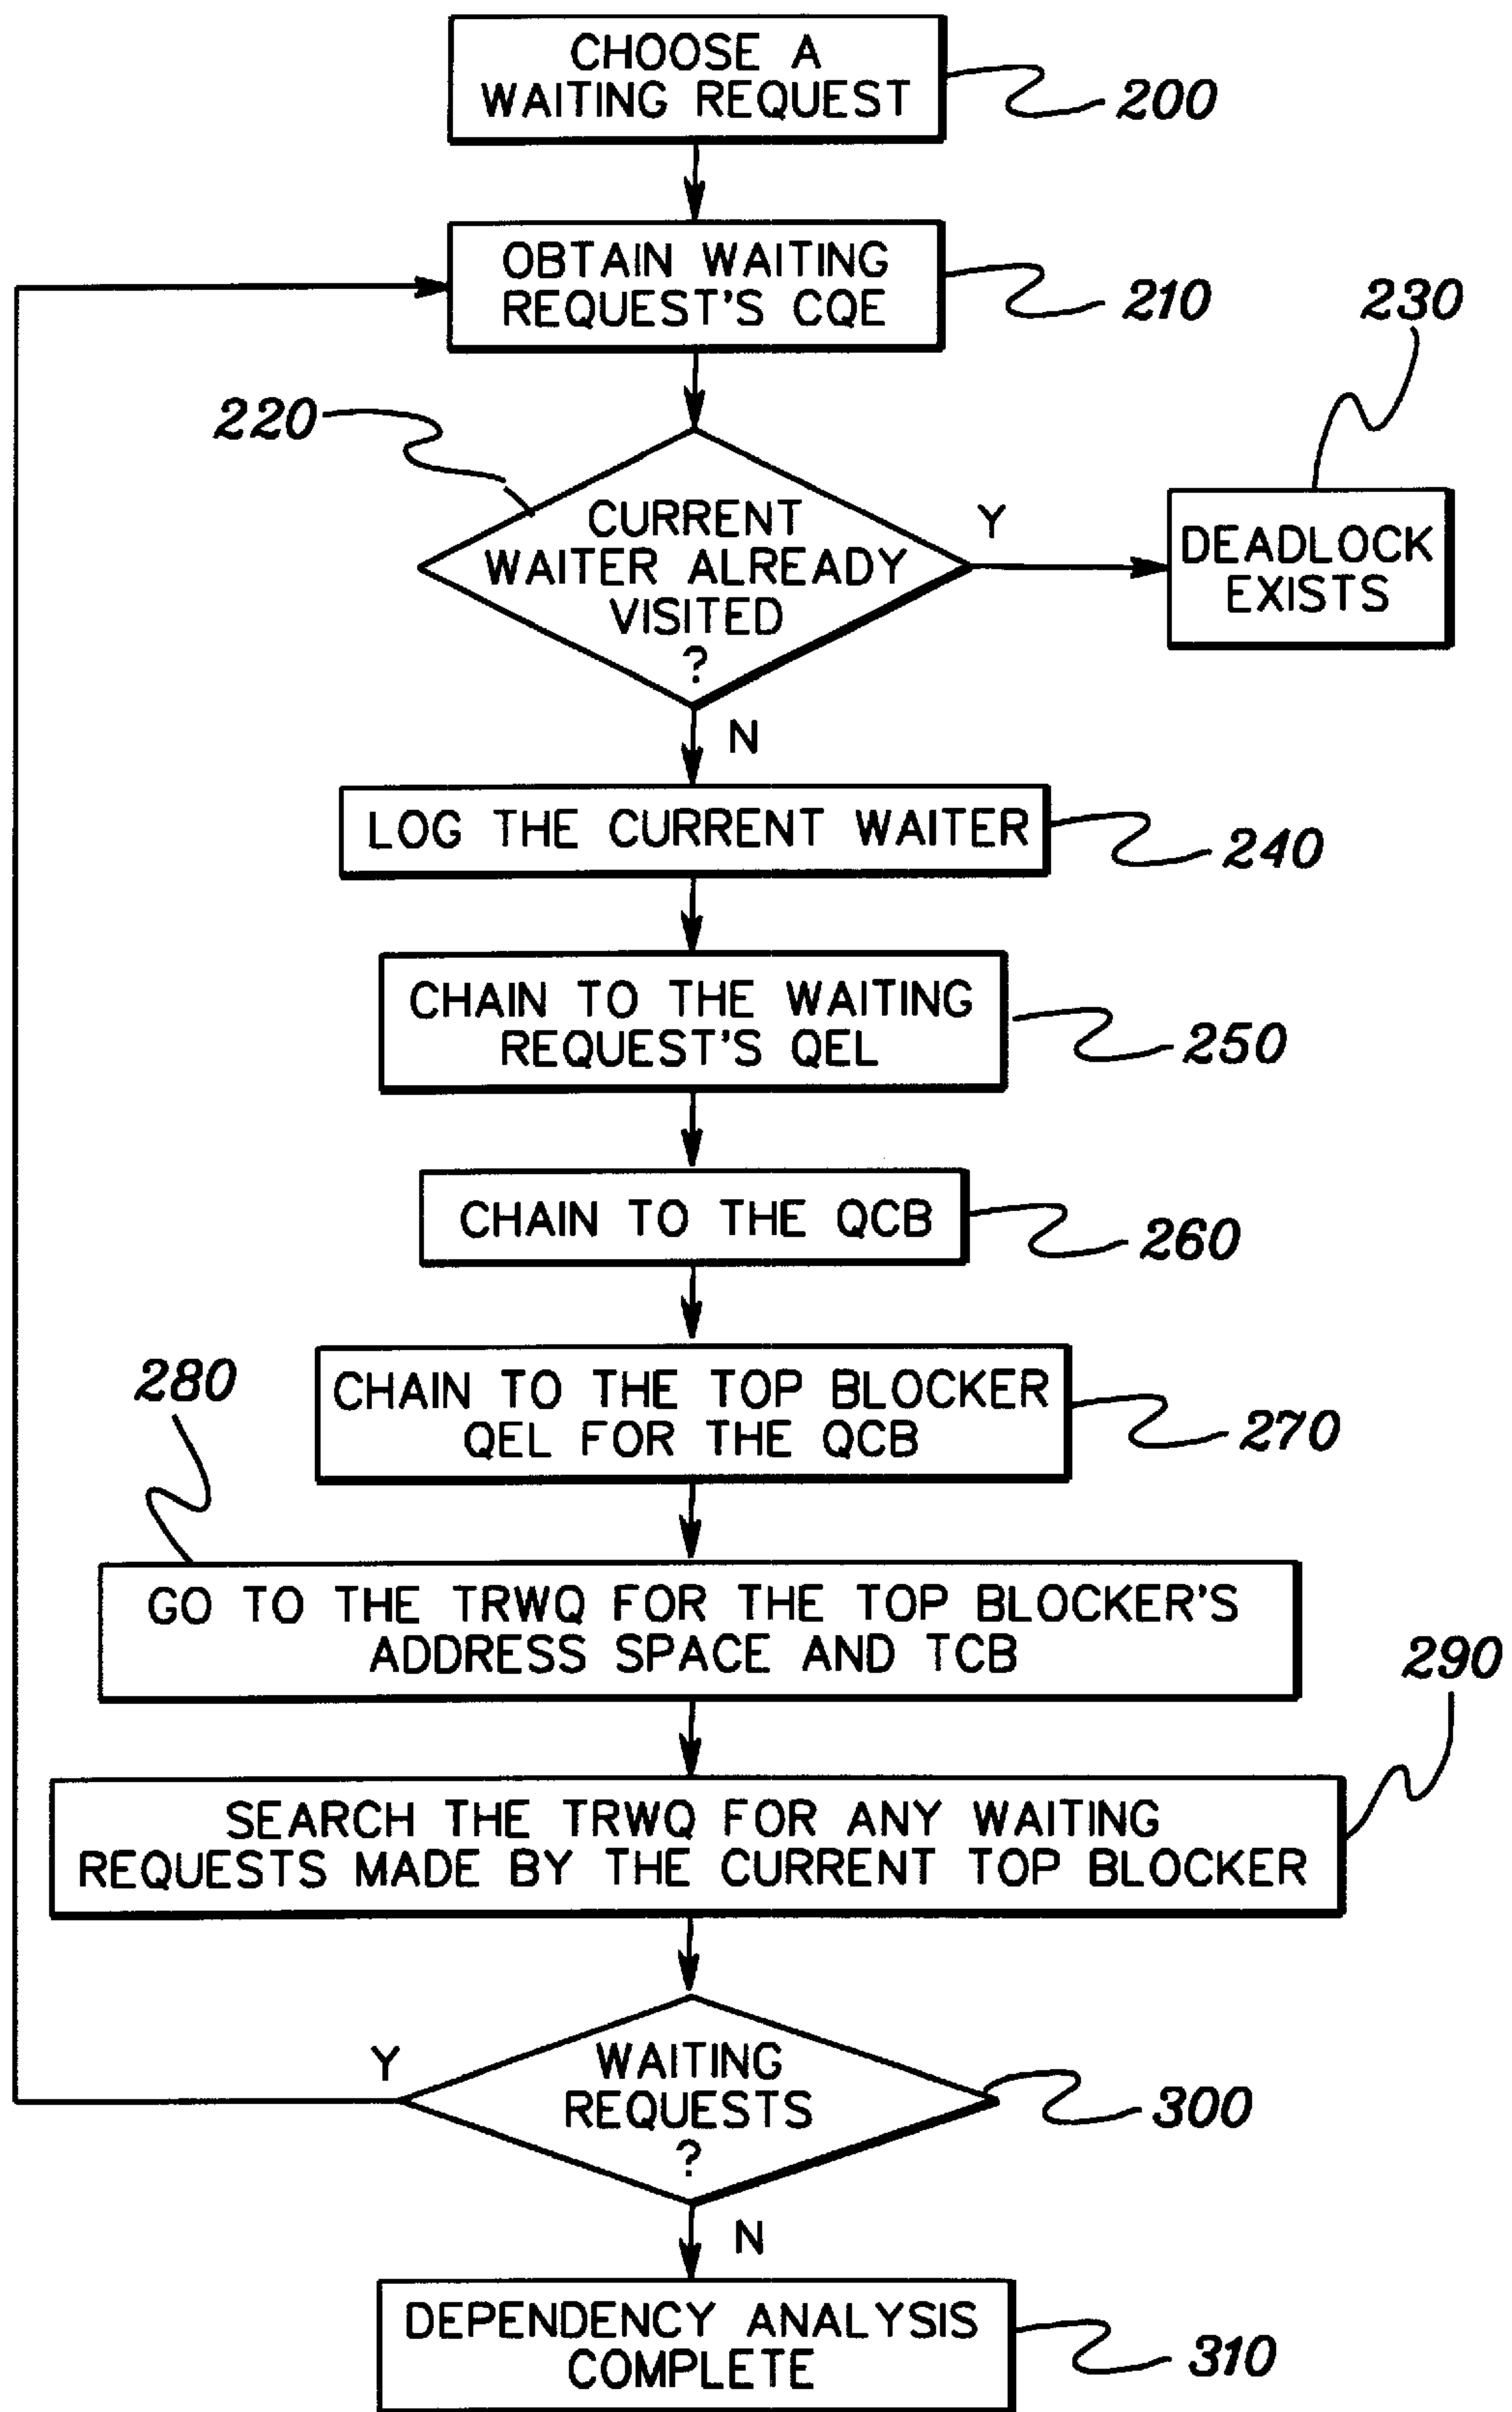 CHOOSE A
WAITING REQUEST
200
OBTAIN WAITING
REQUEST'S CQE
210
230
220
CURRENT
WAITER ALREADY
VISITED
?
Y
DEADLOCK
EXISTS
N
LOG THE CURRENT WAITER
240
CHAIN TO THE WAITING
REQUEST'S QEL
250
CHAIN TO THE QCB
260
280
CHAIN TO THE TOP BLOCKER
QEL FOR THE QCB
270
GO TO THE TRWQ FOR THE TOP BLOCKER'S
ADDRESS SPACE AND TCB
290
SEARCH THE TRWQ FOR ANY WAITING
REQUESTS MADE BY THE CURRENT TOP BLOCKER
Y
WAITING
REQUESTS
?
300
N
DEPENDENCY ANALYSIS
COMPLETE
310